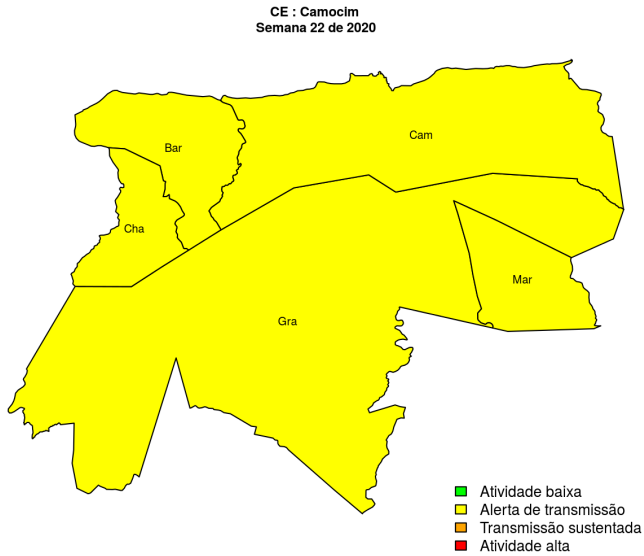 CE : Camocim
Semana 22 de 2020
Cam
Bar
Cha
Mar
Gra
Atividade baixa
Alerta de transmissão
Transmissão sustentada
Atividade alta